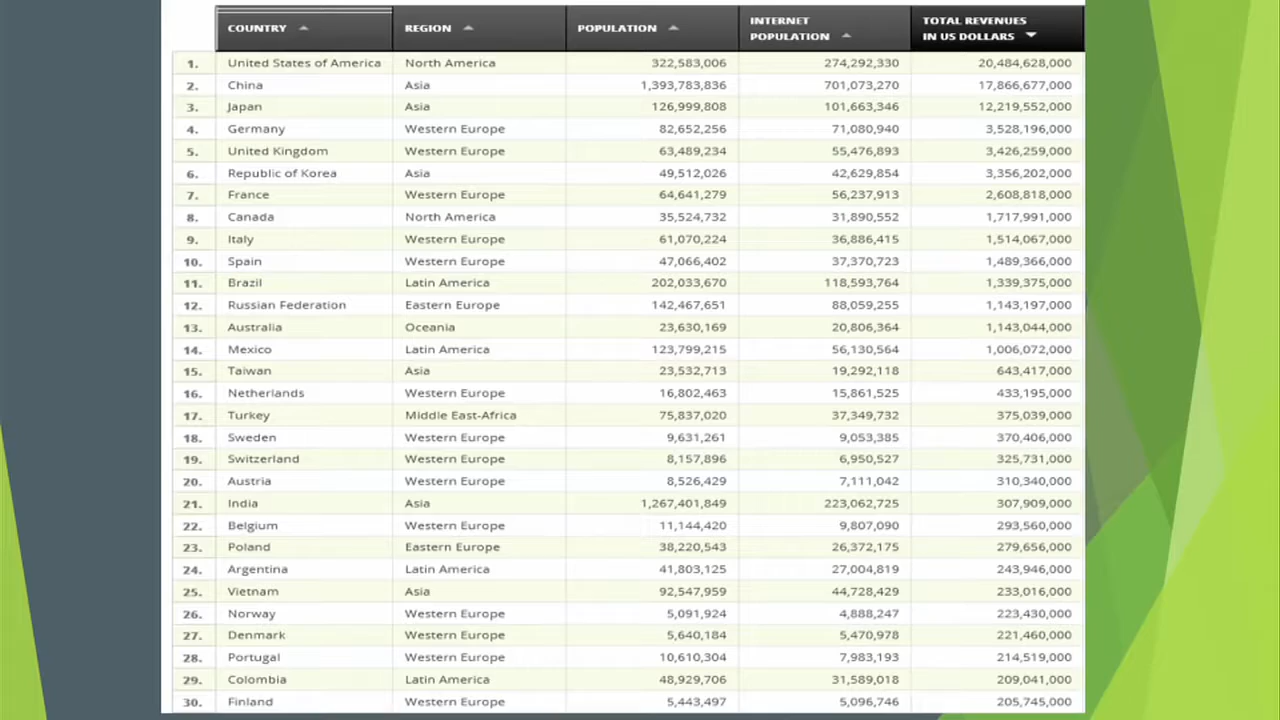 COUNTRY REGION POPULATION INTERNET POPULATION TOTAL REVENUES IN US DOLLARS
1. United States of America North America 322,583,006 274,292,330 20,484,628,000
2. China Asia 1,393,783,836 701,073,270 17,866,677,000
3. Japan Asia 126,999,808 101,663,346 12,219,552,000
4. Germany Western Europe 82,652,256 71,080,940 3,528,196,000
5. United Kingdom Western Europe 63,489,234 55,476,893 3,426,259,000
6. Republic of Korea Asia 49,512,026 42,629,854 3,356,202,000
7. France Western Europe 64,641,279 56,237,913 2,608,818,000
8. Canada North America 35,524,732 31,890,552 1,717,991,000
9. Italy Western Europe 61,070,224 36,886,415 1,514,067,000
10. Spain Western Europe 47,066,402 37,370,723 1,489,366,000
11. Brazil Latin America 202,033,670 118,593,764 1,339,375,000
12. Russian Federation Eastern Europe 142,467,651 88,059,255 1,143,197,000
13. Australia Oceania 23,630,169 20,806,364 1,143,044,000
14. Mexico Latin America 123,799,215 56,130,564 1,006,072,000
15. Taiwan Asia 23,532,713 19,292,118 643,417,000
16. Netherlands Western Europe 16,802,463 15,861,525 433,195,000
17. Turkey Middle East-Africa 75,837,020 37,349,732 375,039,000
18. Sweden Western Europe 9,631,261 9,053,385 370,406,000
19. Switzerland Western Europe 8,157,896 6,950,527 325,731,000
20. Austria Western Europe 8,526,429 7,111,042 310,340,000
21. India Asia 1,267,401,849 223,062,725 307,909,000
22. Belgium Western Europe 11,144,420 9,807,090 293,560,000
23. Poland Eastern Europe 38,220,543 26,372,175 279,656,000
24. Argentina Latin America 41,803,125 27,004,819 243,946,000
25. Vietnam Asia 92,547,959 44,728,429 233,016,000
26. Norway Western Europe 5,091,924 4,888,247 223,430,000
27. Denmark Western Europe 5,640,184 5,470,978 221,460,000
28. Portugal Western Europe 10,610,304 7,983,193 214,519,000
29. Colombia Latin America 48,929,706 31,589,018 209,041,000
30. Finland Western Europe 5,443,497 5,096,746 205,745,000